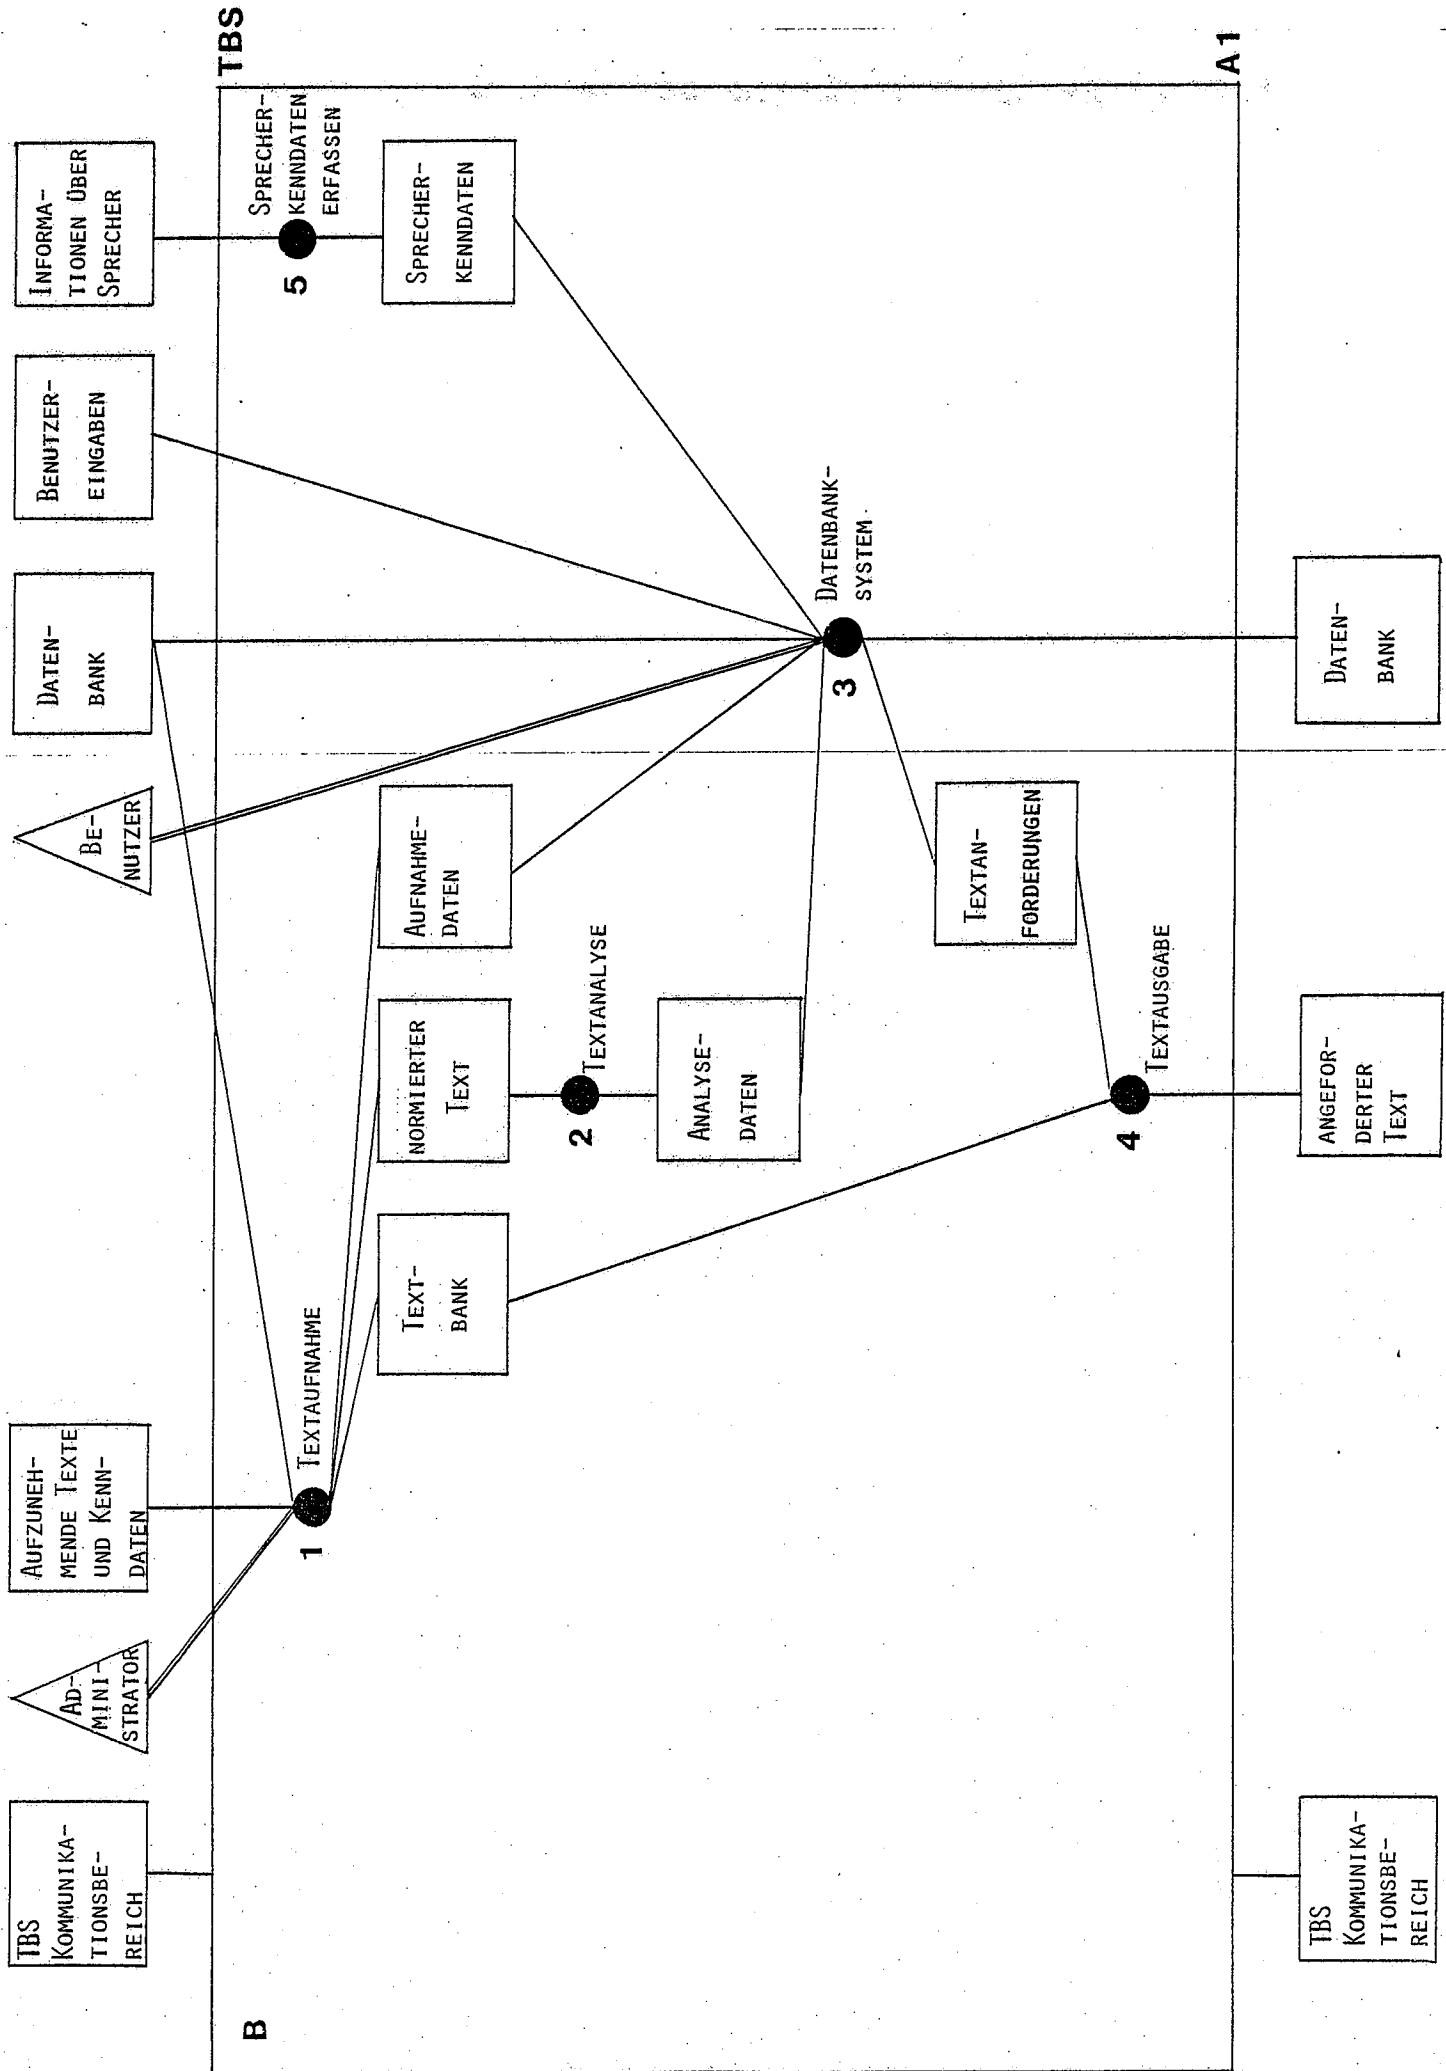 TBS
KOMMUNIKA-
TIONSBE-
REICH
AD-
MINI-
STRATOR
AUFZUNEH-
MENDE TEXTE
UND KENN-
DATEN
BE-
NUTZER
DATEN-
BANK
BENUTZER-
EINGABEN
INFORMA-
TIONEN ÜBER
SPRECHER
B
TBS
1
TEXTAUFNAHME
5
SPRECHER-
KENNDATEN
ERFASSEN
TEXT-
BANK
NORMIERTER
TEXT
AUFNAHME-
DATEN
SPRECHER-
KENNDATEN
2
TEXTANALYSE
ANALYSE-
DATEN
3
DATENBANK-
SYSTEM
TEXTAN-
FORDERUNGEN
4
TEXTAUSGABE
A1
TBS
KOMMUNIKA-
TIONSBE-
REICH
ANGEFOR-
DERTER
TEXT
DATEN-
BANK